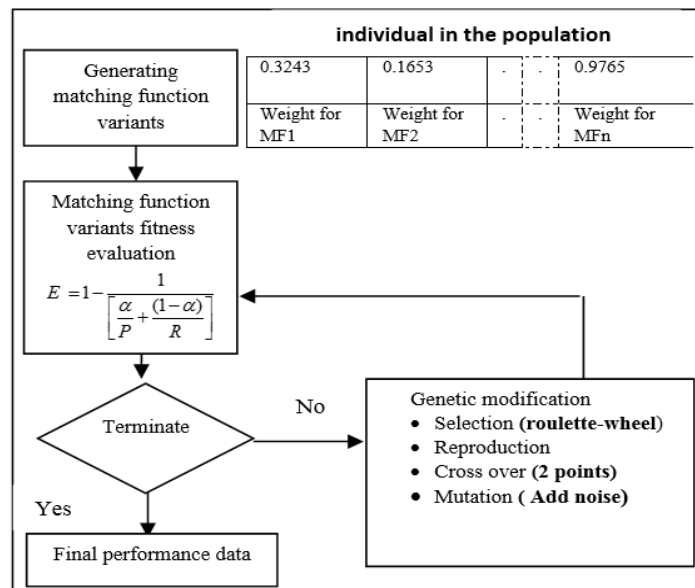 individual in the population
Generating
matching function
variants
0.3243 0.1653 . . 0.9765
Weight for Weight for . . Weight for
MF1 MF2 MFn
Matching function
variants fitness
evaluation
E = 1 - 1 / [ α/P + (1-α)/R ]
Terminate
No
Yes
Final performance data
Genetic modification
• Selection (roulette-wheel)
• Reproduction
• Cross over (2 points)
• Mutation ( Add noise)